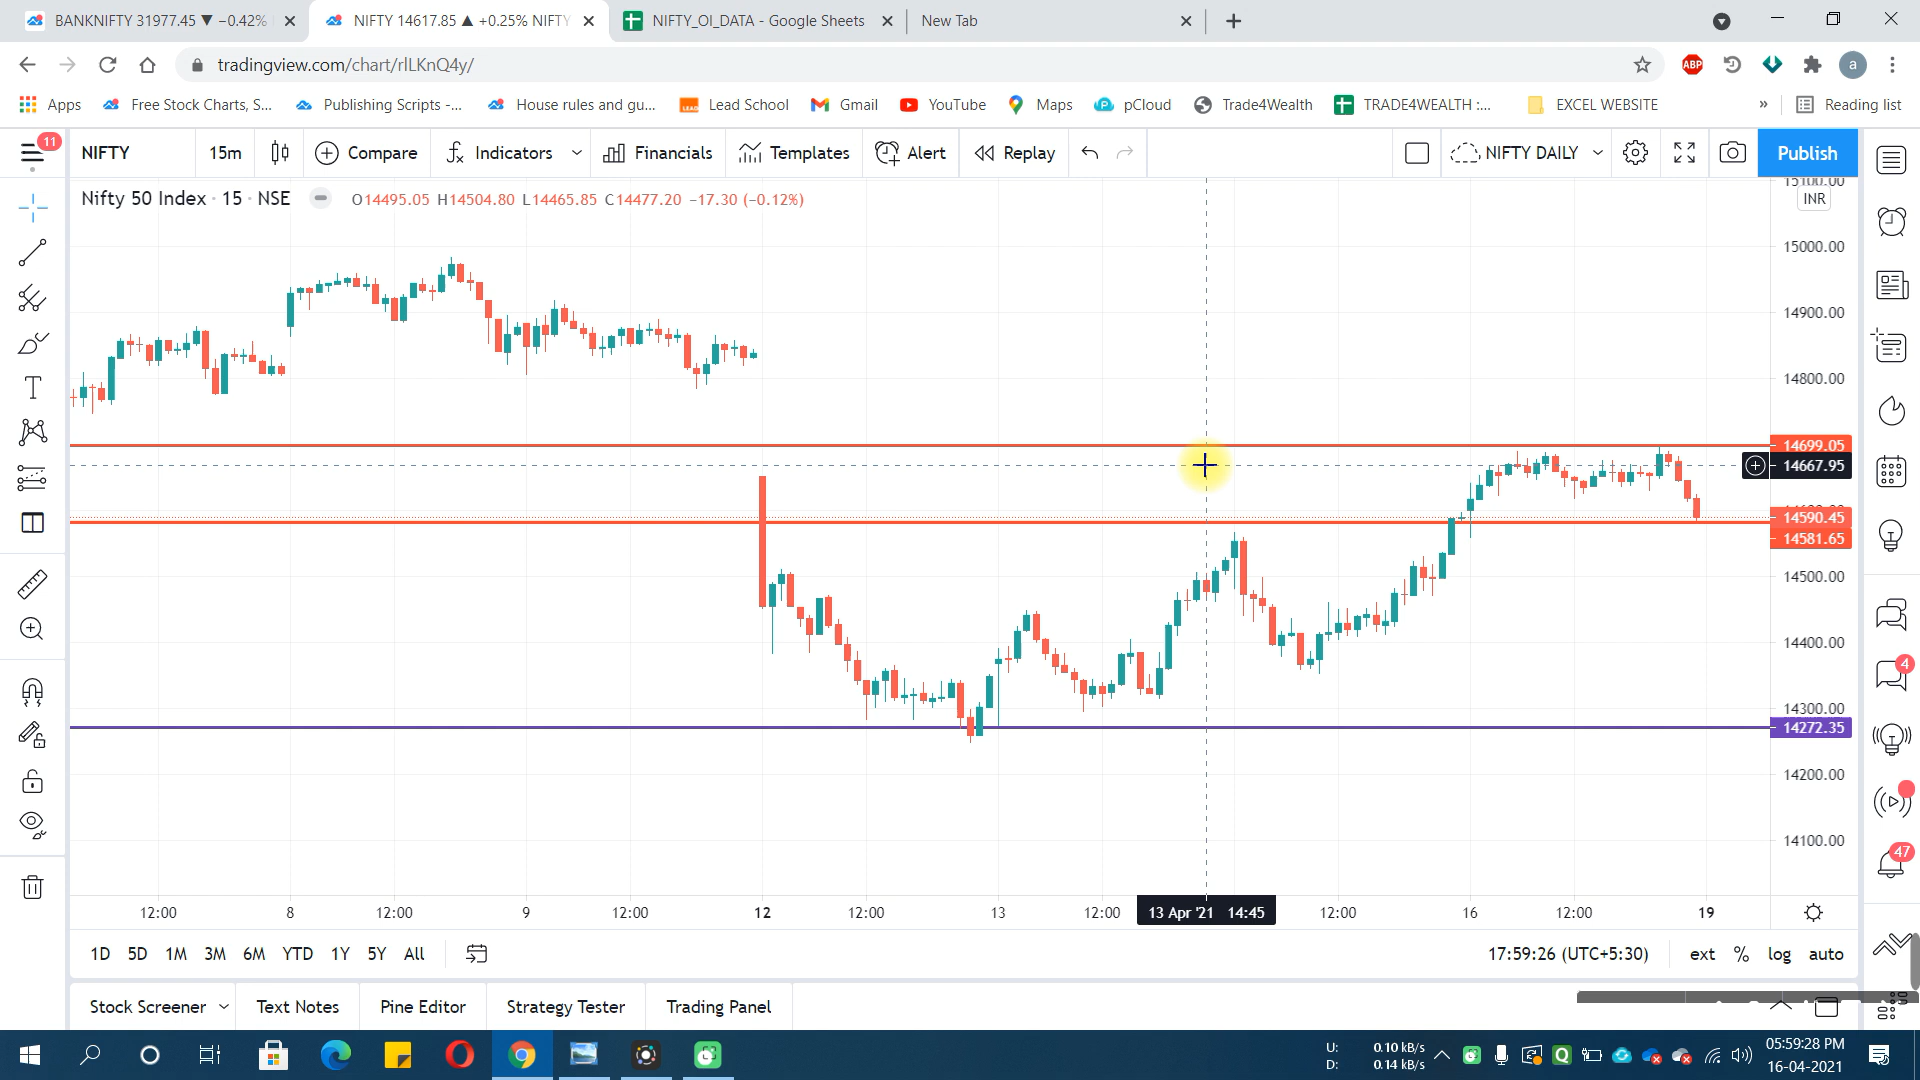 BANKNIFTY 31977.45 ▼ −0.42%
NIFTY 14617.85 ▲ +0.25% NIFTY
NIFTY_OI_DATA - Google Sheets
New Tab
tradingview.com/chart/rlLKnQ4y/
ABP
a
Apps
Free Stock Charts, S...
Publishing Scripts -...
House rules and gu...
LEAD
Lead School
Gmail
YouTube
Maps
pCloud
Trade4Wealth
TRADE4WEALTH :...
EXCEL WEBSITE
»
Reading list
11
NIFTY
15m
Compare
Indicators
Financials
Templates
Alert
Replay
NIFTY DAILY
Publish
Nifty 50 Index · 15 · NSE
O14495.05 H14504.80 L14465.85 C14477.20 −17.30 (−0.12%)
15100.00
INR
15000.00
14900.00
14800.00
14699.05
14667.95
14590.45
14581.65
14500.00
14400.00
14300.00
14272.35
14200.00
14100.00
4
47
12:00
8
12:00
9
12:00
12
12:00
13
12:00
13 Apr '21 14:45
12:00
16
12:00
19
1D
5D
1M
3M
6M
YTD
1Y
5Y
All
17:59:26 (UTC+5:30)
ext
%
log
auto
Stock Screener
Text Notes
Pine Editor
Strategy Tester
Trading Panel
U: 0.10 kB/s
D: 0.14 kB/s
05:59:28 PM
16-04-2021